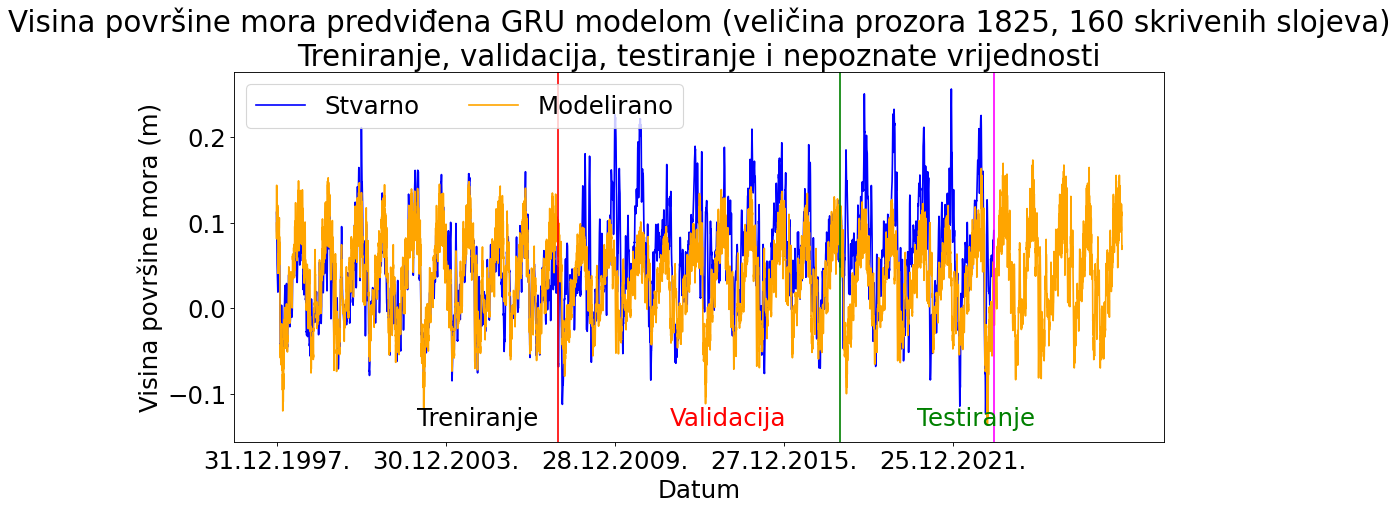 Visina površine mora predviđena GRU modelom (veličina prozora 1825, 160 skrivenih slojeva)
Treniranje, validacija, testiranje i nepoznate vrijednosti
Stvarno
Modelirano
Visina površine mora (m)
0.2
0.1
0.0
−0.1
Treniranje
Validacija
Testiranje
31.12.1997.
30.12.2003.
28.12.2009.
27.12.2015.
25.12.2021.
Datum